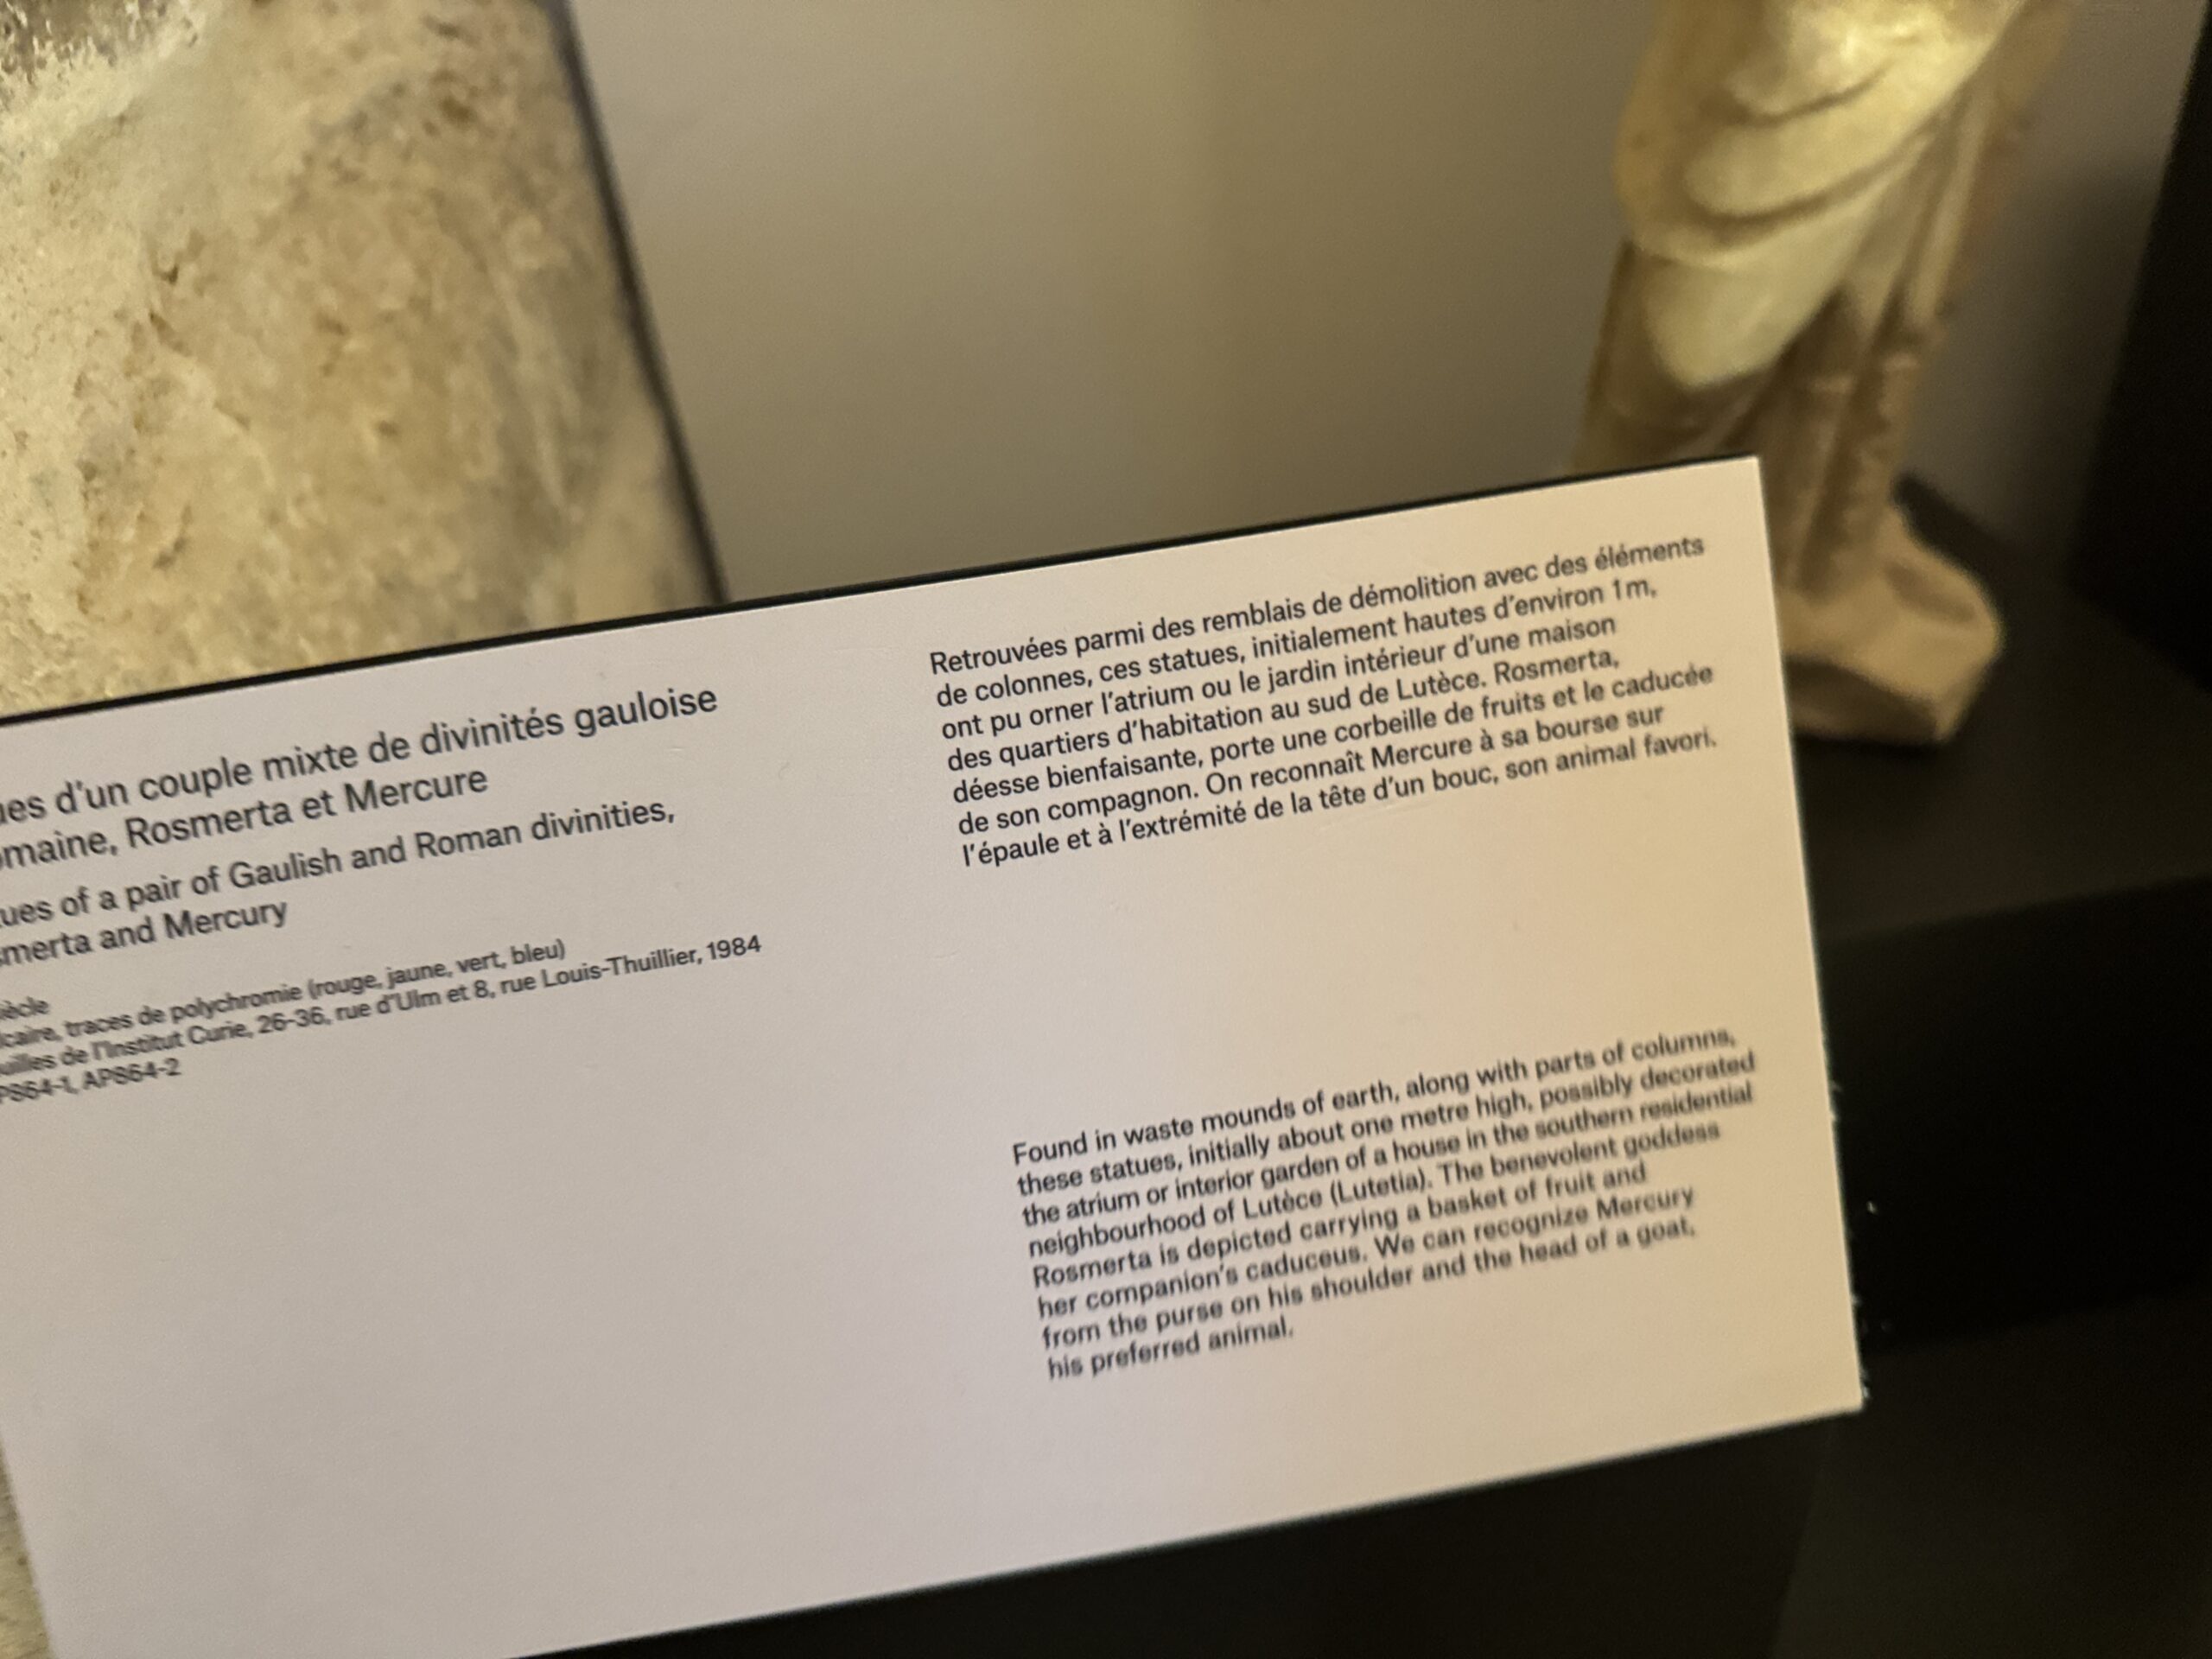 ues d'un couple mixte de divinités gauloise
omaine, Rosmerta et Mercure
ues of a pair of Gaulish and Roman divinities,
smerta and Mercury
iècle
lcaire, traces de polychromie (rouge, jaune, vert, bleu)
uilles de l'Institut Curie, 26-36, rue d'Ulm et 8, rue Louis-Thuillier, 1984
PS64-1, APS64-2
Retrouvées parmi des remblais de démolition avec des éléments
de colonnes, ces statues, initialement hautes d'environ 1 m,
ont pu orner l'atrium ou le jardin intérieur d'une maison
des quartiers d'habitation au sud de Lutèce. Rosmerta,
déesse bienfaisante, porte une corbeille de fruits et le caducée
de son compagnon. On reconnaît Mercure à sa bourse sur
l'épaule et à l'extrémité de la tête d'un bouc, son animal favori.
Found in waste mounds of earth, along with parts of columns,
these statues, initially about one metre high, possibly decorated
the atrium or interior garden of a house in the southern residential
neighbourhood of Lutèce (Lutetia). The benevolent goddess
Rosmerta is depicted carrying a basket of fruit and
her companion's caduceus. We can recognize Mercury
from the purse on his shoulder and the head of a goat,
his preferred animal.